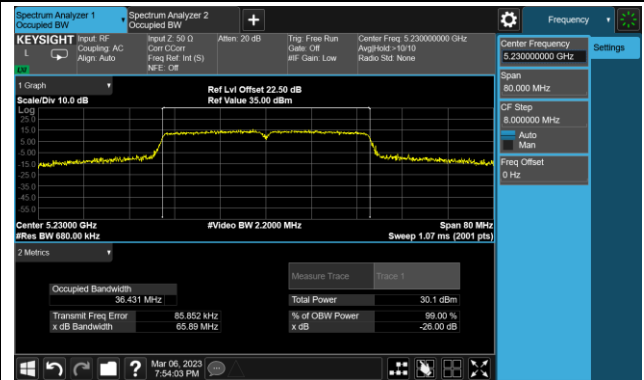 Spectrum Analyzer 1
Occupied BW
Spectrum Analyzer 2
Occupied BW
+
Frequency
KEYSIGHT
L
Input: RF
Coupling: AC
Align: Auto
Input Z: 50 Ω
Corr CCorr
Freq Ref: Int (S)
NFE: Off
Atten: 20 dB
Trig: Free Run
Gate: Off
#IF Gain: Low
Center Freq: 5.230000000 GHz
Avg|Hold:>10/10
Radio Std: None
Center Frequency
5.230000000 GHz
Settings
Span
80.000 MHz
CF Step
8.000000 MHz
Auto
Man
Freq Offset
0 Hz
1 Graph
Scale/Div 10.0 dB
Ref Lvl Offset 22.50 dB
Ref Value 35.00 dBm
Log
25.0
15.0
5.00
-5.00
-15.0
-25.0
-35.0
-45.0
-55.0
Center 5.23000 GHz
#Res BW 680.00 kHz
#Video BW 2.2000 MHz
Span 80 MHz
Sweep 1.07 ms (2001 pts)
2 Metrics
Measure Trace
Trace 1
Occupied Bandwidth
36.431 MHz
Total Power
30.1 dBm
Transmit Freq Error
85.852 kHz
% of OBW Power
99.00 %
x dB Bandwidth
65.89 MHz
x dB
-26.00 dB
?
Mar 06, 2023
7:54:03 PM